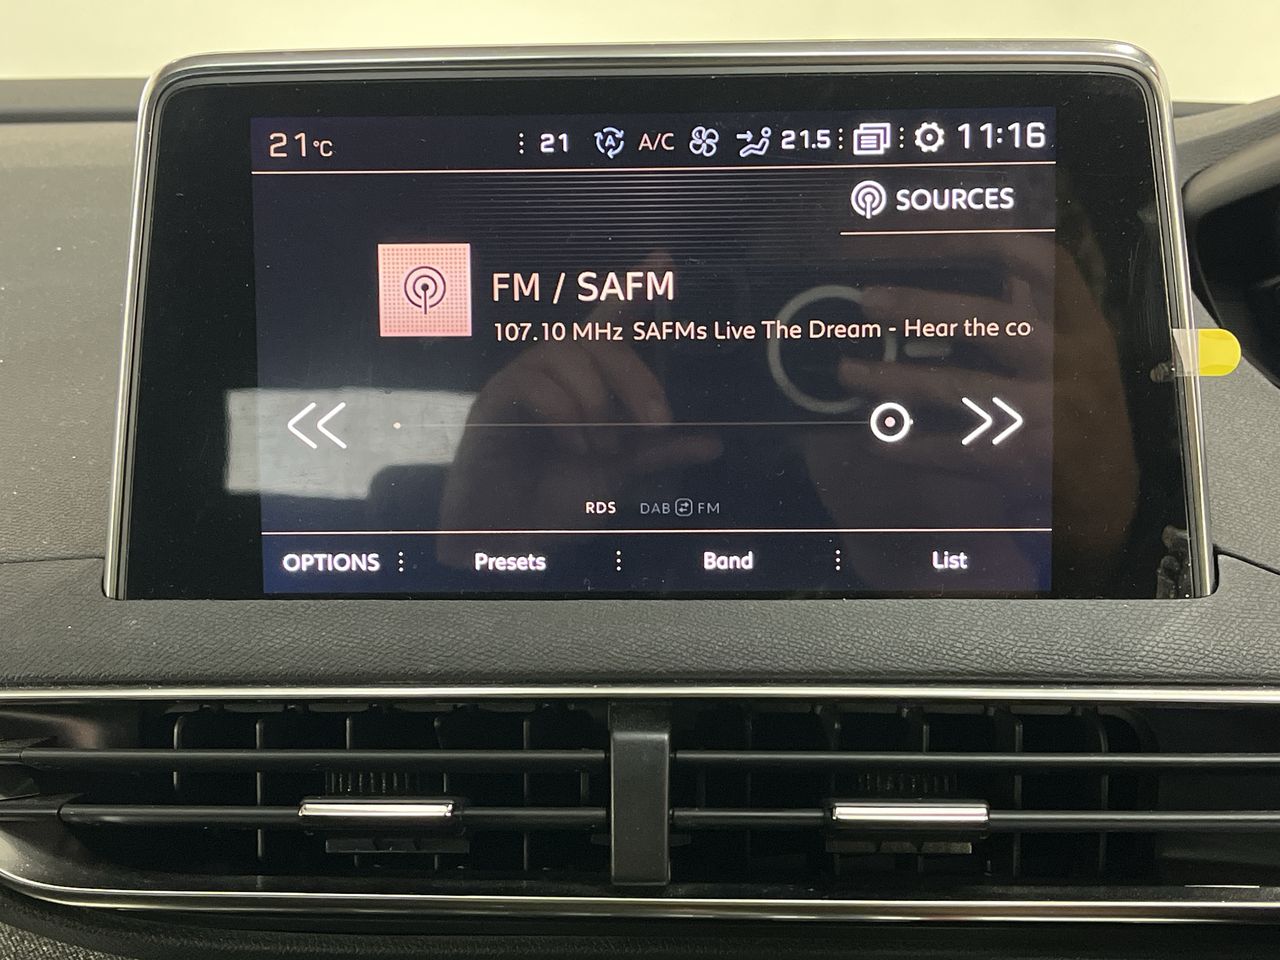 21°C 21 A A/C 21.5 11:16
SOURCES
FM / SAFM
107.10 MHz SAFMs Live The Dream - Hear the co
RDS DAB FM
OPTIONS Presets Band List